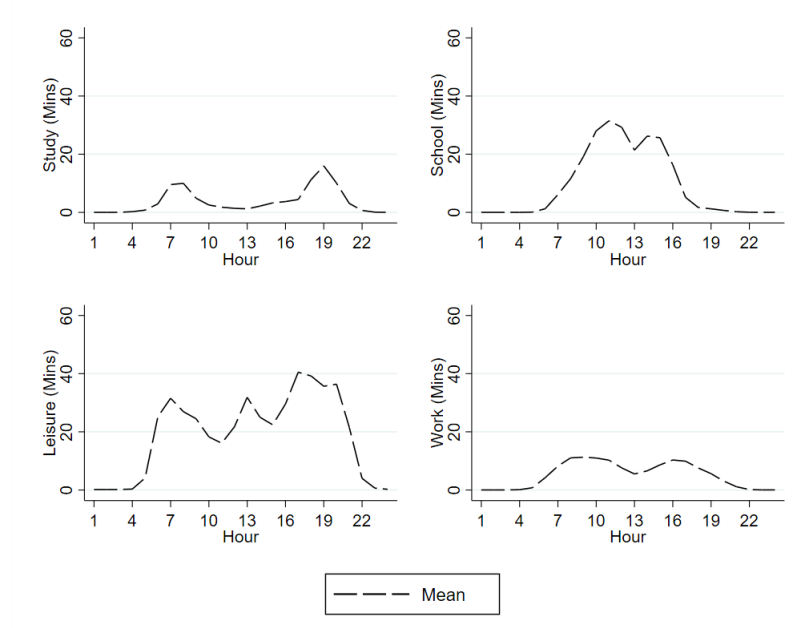 Study (Mins)
0 20 40 60
1 4 7 10 13 16 19 22
Hour
School (Mins)
0 20 40 60
1 4 7 10 13 16 19 22
Hour
Leisure (Mins)
0 20 40 60
1 4 7 10 13 16 19 22
Hour
Work (Mins)
0 20 40 60
1 4 7 10 13 16 19 22
Hour
Mean